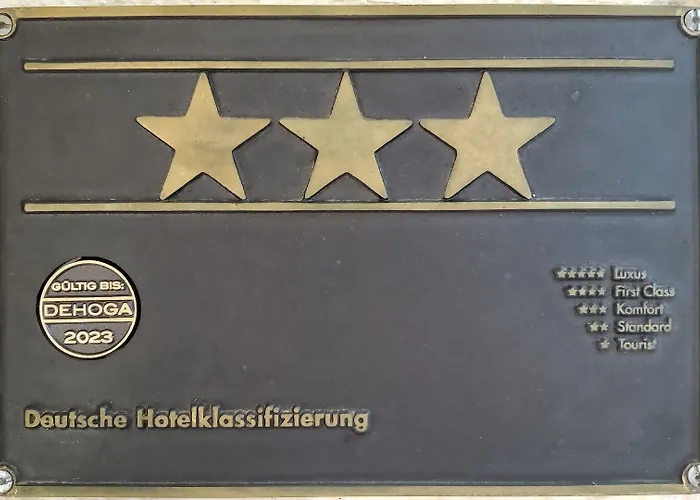 GÜLTIG BIS:
DEHOGA
2023
★★★★★ Luxus
★★★★ First Class
★★★ Komfort
★★ Standard
★ Tourist
Deutsche Hotelklassifizierung